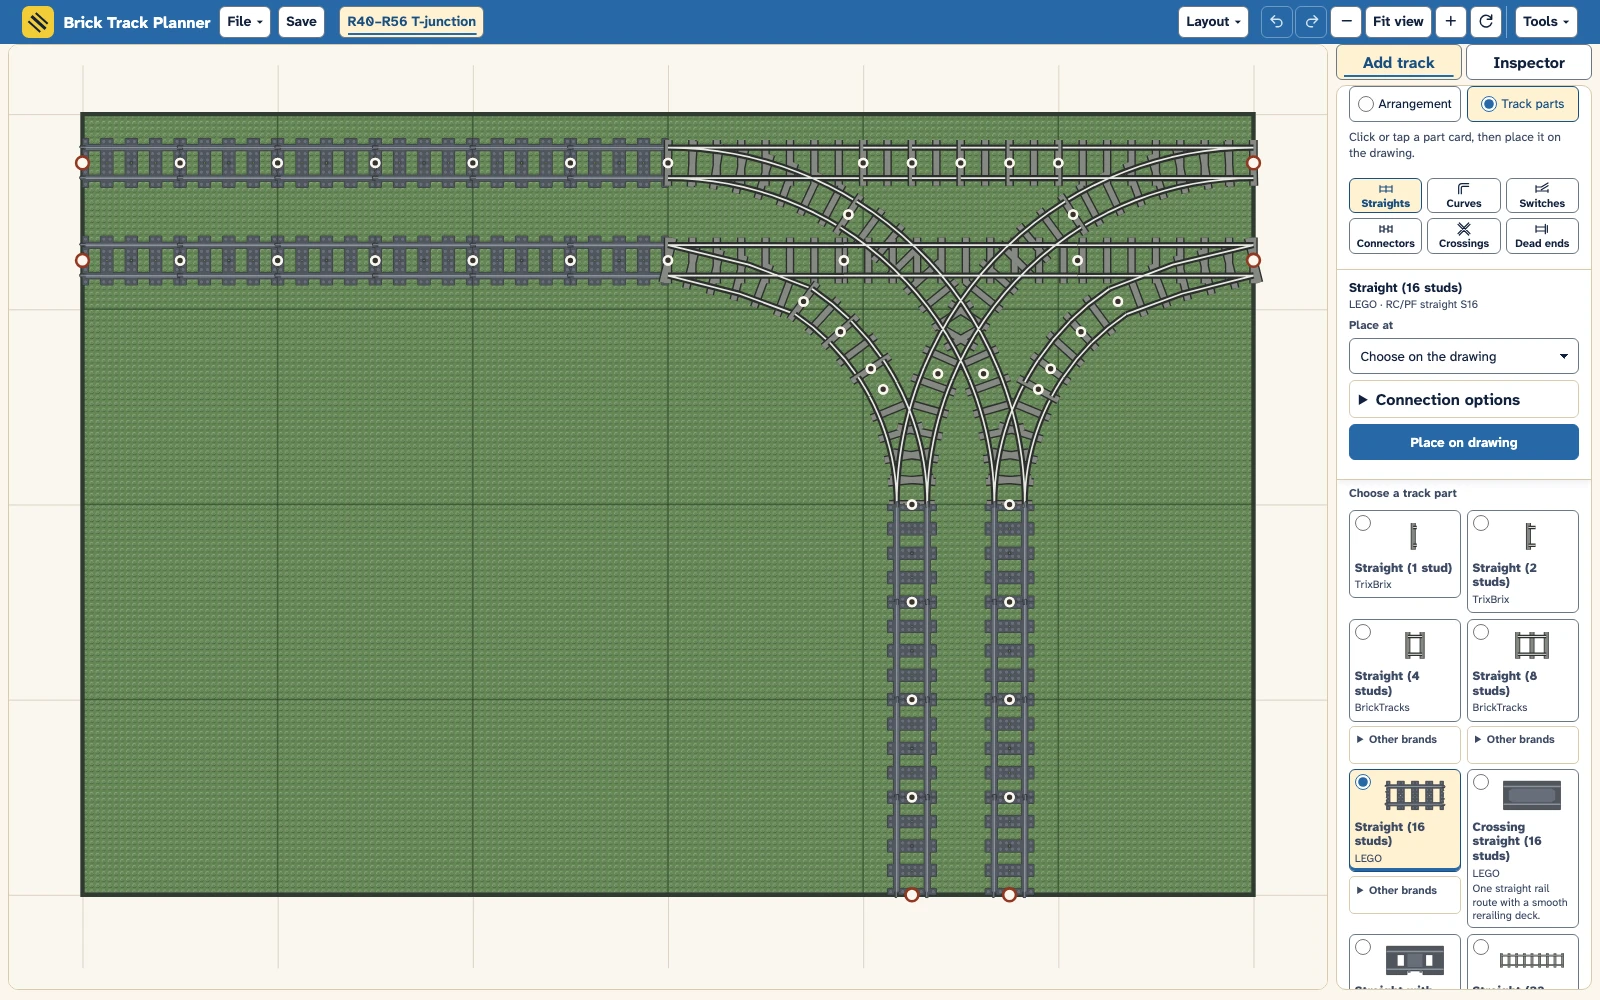 Brick Track Planner
File
Save
R40–R56 T-junction
Layout
Fit view
Tools
Add track
Inspector
Arrangement
Track parts
Click or tap a part card, then place it on
the drawing.
Straights
Curves
Switches
Connectors
Crossings
Dead ends
Straight (16 studs)
LEGO · RC/PF straight S16
Place at
Choose on the drawing
Connection options
Place on drawing
Choose a track part
Straight (1 stud)
TrixBrix
Straight (2
studs)
TrixBrix
Straight (4
studs)
BrickTracks
Straight (8
studs)
BrickTracks
Other brands
Other brands
Straight (16
studs)
LEGO
Other brands
Crossing
straight (16
studs)
LEGO
One straight rail
route with a smooth
rerailing deck.